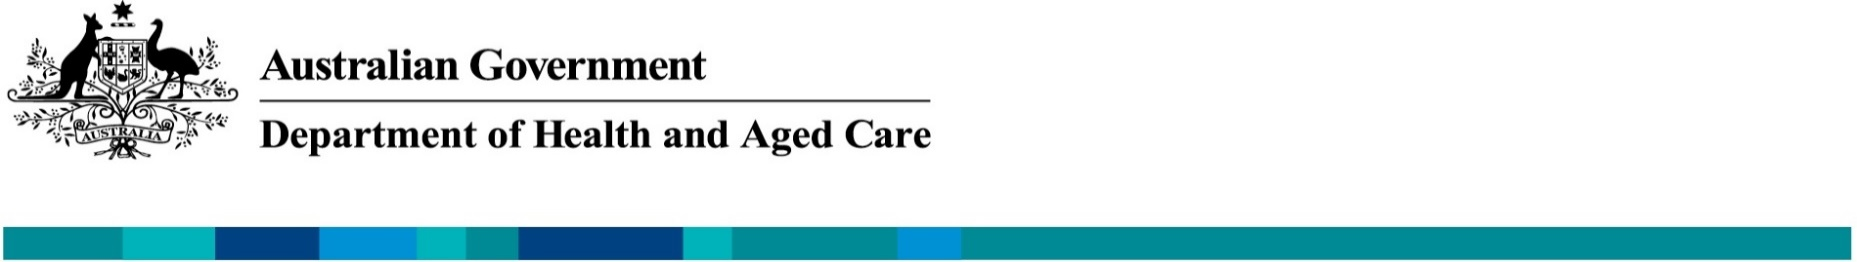 AUSTRALIA
Australian Government
Department of Health and Aged Care